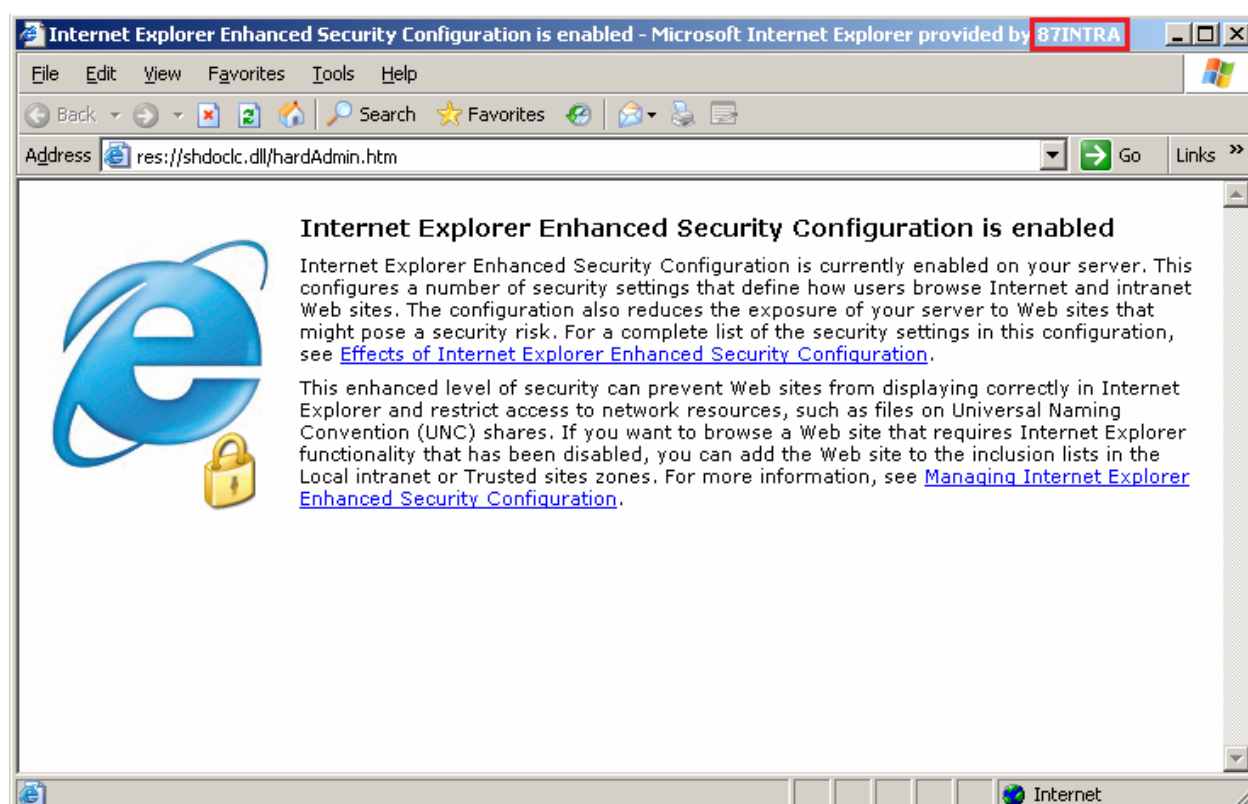 Internet Explorer Enhanced Security Configuration is enabled - Microsoft Internet Explorer provided by 87INTRA
File Edit View Favorites Tools Help
Back Search Favorites
Address res://shdoclc.dll/hardAdmin.htm Go Links »
Internet Explorer Enhanced Security Configuration is enabled
Internet Explorer Enhanced Security Configuration is currently enabled on your server. This
configures a number of security settings that define how users browse Internet and intranet
Web sites. The configuration also reduces the exposure of your server to Web sites that
might pose a security risk. For a complete list of the security settings in this configuration,
see Effects of Internet Explorer Enhanced Security Configuration.
This enhanced level of security can prevent Web sites from displaying correctly in Internet
Explorer and restrict access to network resources, such as files on Universal Naming
Convention (UNC) shares. If you want to browse a Web site that requires Internet Explorer
functionality that has been disabled, you can add the Web site to the inclusion lists in the
Local intranet or Trusted sites zones. For more information, see Managing Internet Explorer
Enhanced Security Configuration.
Internet